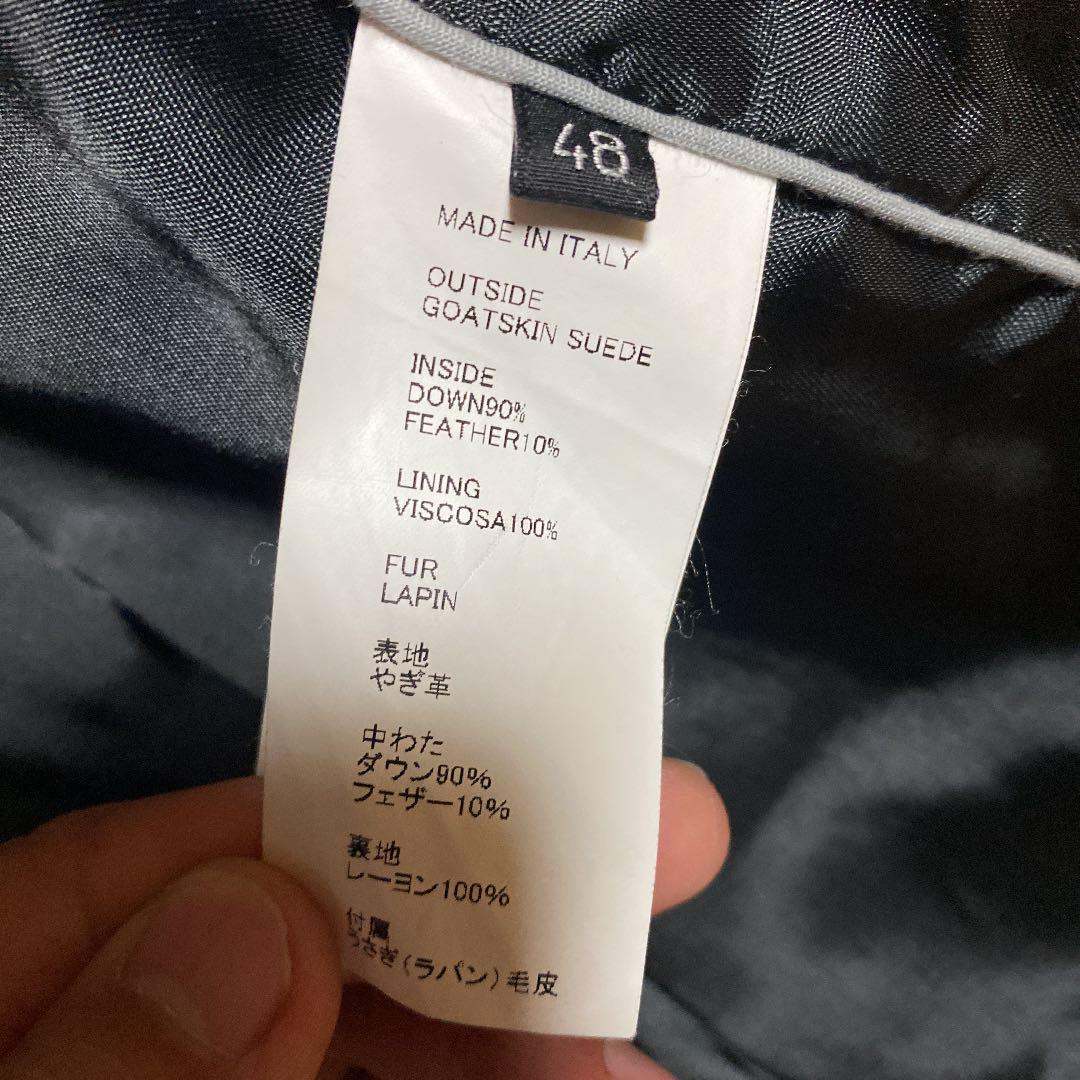 48
MADE IN ITALY
OUTSIDE
GOATSKIN SUEDE
INSIDE
DOWN90%
FEATHER10%
LINING
VISCOSA100%
FUR
LAPIN
表地
やぎ革
中わた
ダウン90%
フェザー10%
裏地
レーヨン100%
付属
うさぎ(ラパン)毛皮